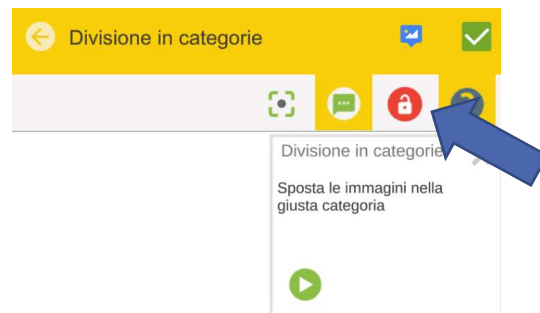 Divisione in categorie
Divisione in categorie
Sposta le immagini nella
giusta categoria